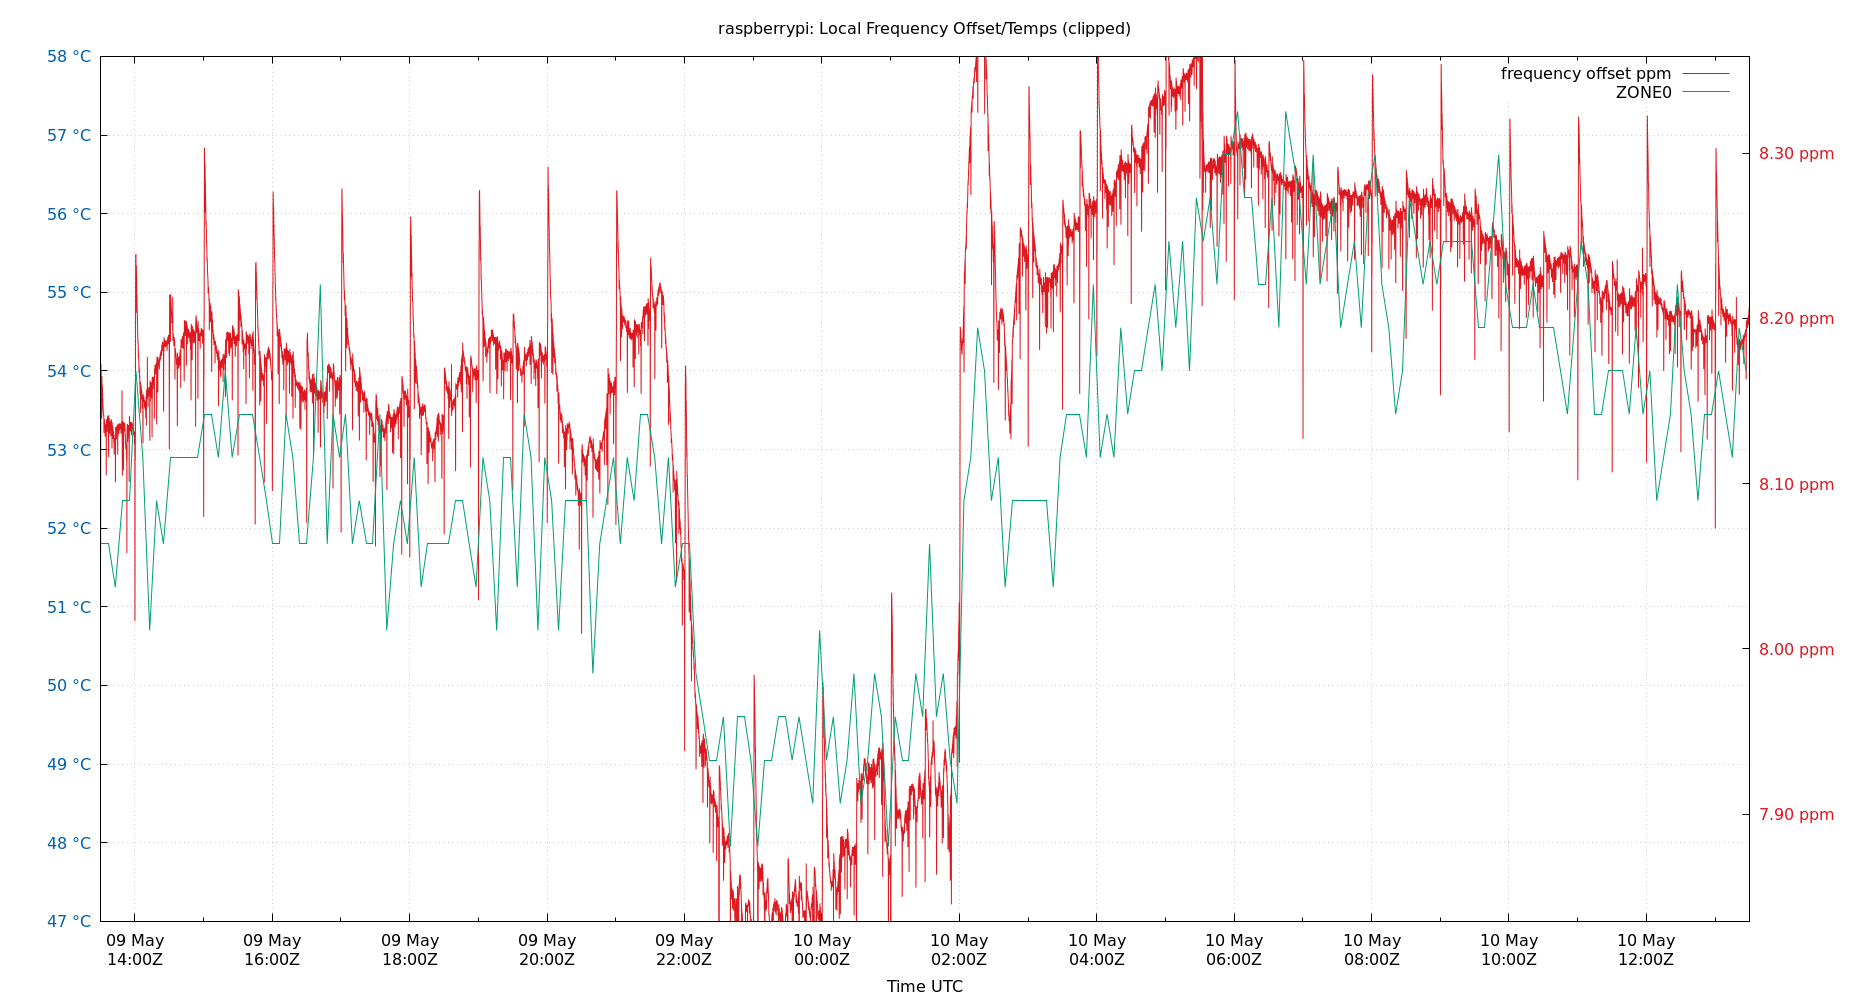 raspberrypi: Local Frequency Offset/Temps (clipped)
58 °C
57 °C
56 °C
55 °C
54 °C
53 °C
52 °C
51 °C
50 °C
49 °C
48 °C
47 °C
frequency offset ppm
ZONE0
8.30 ppm
8.20 ppm
8.10 ppm
8.00 ppm
7.90 ppm
09 May 14:00Z
09 May 16:00Z
09 May 18:00Z
09 May 20:00Z
09 May 22:00Z
10 May 00:00Z
10 May 02:00Z
10 May 04:00Z
10 May 06:00Z
10 May 08:00Z
10 May 10:00Z
10 May 12:00Z
Time UTC